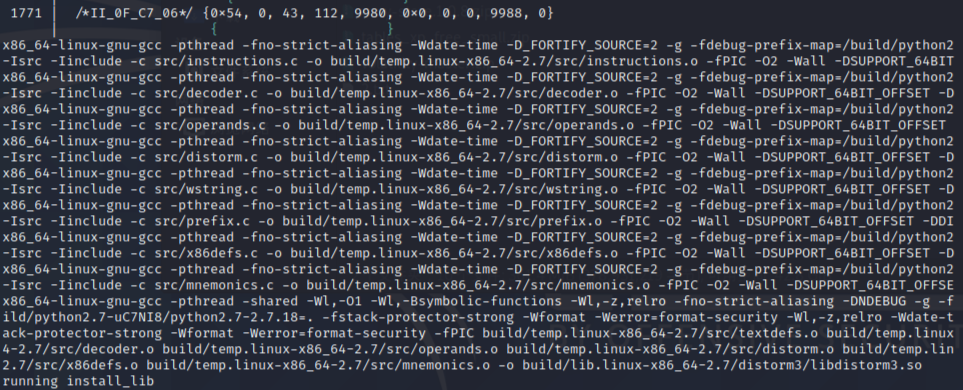 1771 |   /*II_0F_C7_06*/ {0×54, 0, 43, 112, 9980, 0×0, 0, 0, 9988, 0}
|                   {                      }
x86_64-linux-gnu-gcc -pthread -fno-strict-aliasing -Wdate-time -D_FORTIFY_SOURCE=2 -g -fdebug-prefix-map=/build/python2
-Isrc -Iinclude -c src/instructions.c -o build/temp.linux-x86_64-2.7/src/instructions.o -fPIC -O2 -Wall -DSUPPORT_64BIT
x86_64-linux-gnu-gcc -pthread -fno-strict-aliasing -Wdate-time -D_FORTIFY_SOURCE=2 -g -fdebug-prefix-map=/build/python2
-Isrc -Iinclude -c src/decoder.c -o build/temp.linux-x86_64-2.7/src/decoder.o -fPIC -O2 -Wall -DSUPPORT_64BIT_OFFSET -D
x86_64-linux-gnu-gcc -pthread -fno-strict-aliasing -Wdate-time -D_FORTIFY_SOURCE=2 -g -fdebug-prefix-map=/build/python2
-Isrc -Iinclude -c src/operands.c -o build/temp.linux-x86_64-2.7/src/operands.o -fPIC -O2 -Wall -DSUPPORT_64BIT_OFFSET
x86_64-linux-gnu-gcc -pthread -fno-strict-aliasing -Wdate-time -D_FORTIFY_SOURCE=2 -g -fdebug-prefix-map=/build/python2
-Isrc -Iinclude -c src/distorm.c -o build/temp.linux-x86_64-2.7/src/distorm.o -fPIC -O2 -Wall -DSUPPORT_64BIT_OFFSET -D
x86_64-linux-gnu-gcc -pthread -fno-strict-aliasing -Wdate-time -D_FORTIFY_SOURCE=2 -g -fdebug-prefix-map=/build/python2
-Isrc -Iinclude -c src/wstring.c -o build/temp.linux-x86_64-2.7/src/wstring.o -fPIC -O2 -Wall -DSUPPORT_64BIT_OFFSET -D
x86_64-linux-gnu-gcc -pthread -fno-strict-aliasing -Wdate-time -D_FORTIFY_SOURCE=2 -g -fdebug-prefix-map=/build/python2
-Isrc -Iinclude -c src/prefix.c -o build/temp.linux-x86_64-2.7/src/prefix.o -fPIC -O2 -Wall -DSUPPORT_64BIT_OFFSET -DDI
x86_64-linux-gnu-gcc -pthread -fno-strict-aliasing -Wdate-time -D_FORTIFY_SOURCE=2 -g -fdebug-prefix-map=/build/python2
-Isrc -Iinclude -c src/x86defs.c -o build/temp.linux-x86_64-2.7/src/x86defs.o -fPIC -O2 -Wall -DSUPPORT_64BIT_OFFSET -D
x86_64-linux-gnu-gcc -pthread -fno-strict-aliasing -Wdate-time -D_FORTIFY_SOURCE=2 -g -fdebug-prefix-map=/build/python2
-Isrc -Iinclude -c src/mnemonics.c -o build/temp.linux-x86_64-2.7/src/mnemonics.o -fPIC -O2 -Wall -DSUPPORT_64BIT_OFFSE
x86_64-linux-gnu-gcc -pthread -shared -Wl,-O1 -Wl,-Bsymbolic-functions -Wl,-z,relro -fno-strict-aliasing -DNDEBUG -g -f
ild/python2.7-uC7NI8/python2.7-2.7.18=. -fstack-protector-strong -Wformat -Werror=format-security -Wl,-z,relro -Wdate-t
ack-protector-strong -Wformat -Werror=format-security -fPIC build/temp.linux-x86_64-2.7/src/textdefs.o build/temp.linux
4-2.7/src/decoder.o build/temp.linux-x86_64-2.7/src/operands.o build/temp.linux-x86_64-2.7/src/distorm.o build/temp.lin
2.7/src/x86defs.o build/temp.linux-x86_64-2.7/src/mnemonics.o -o build/lib.linux-x86_64-2.7/distorm3/libdistorm3.so
running install_lib